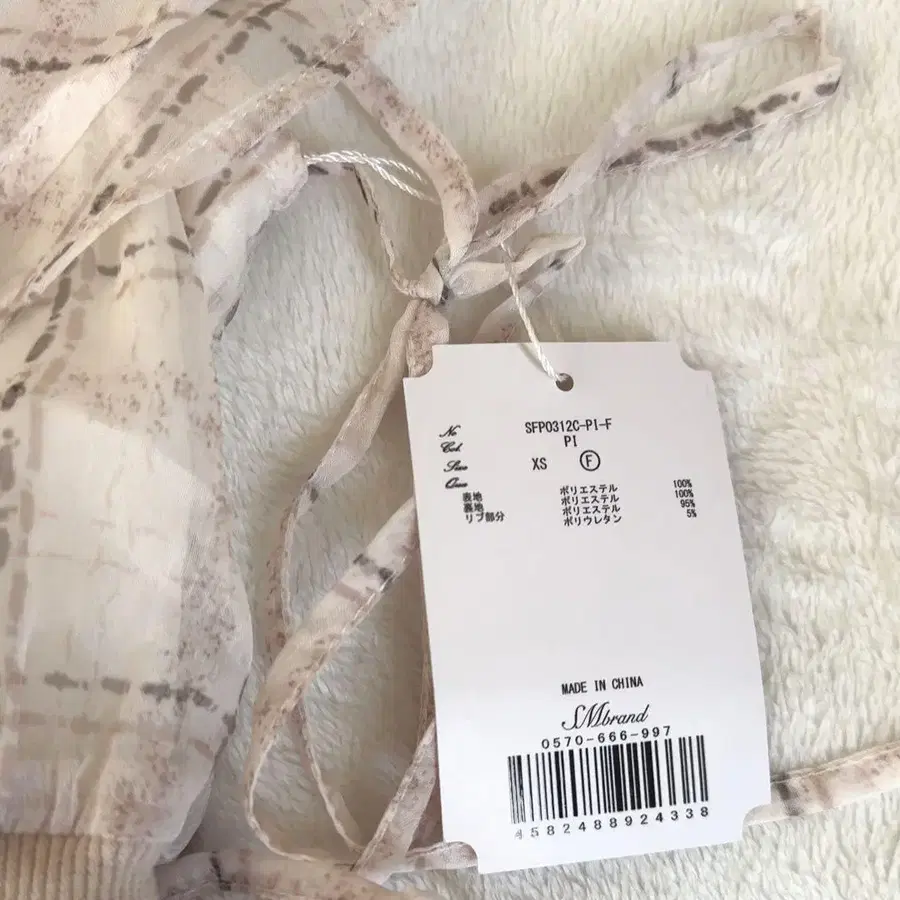 No SFP0312C-PI-F
Col. PI
Size XS Ⓕ
Qua ポリエステル 100%
表地 ポリエステル 100%
裏地 ポリエステル 95%
リブ部分 ポリウレタン 5%
MADE IN CHINA
SMbrand
0570-666-997
4582488924338